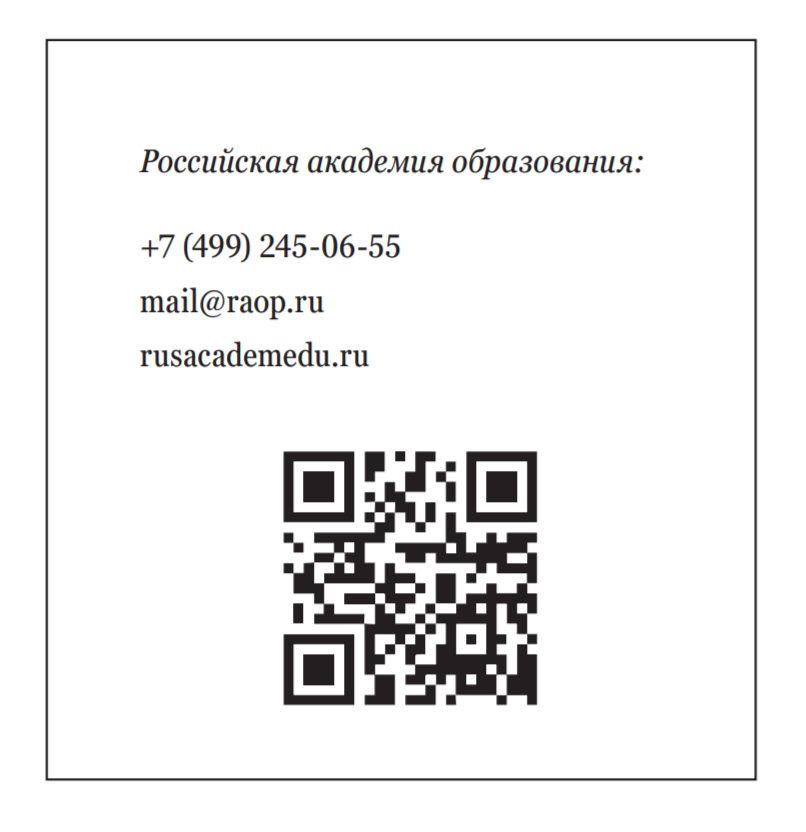 Российская академия образования:
+7 (499) 245-06-55
mail@raop.ru
rusacademedu.ru